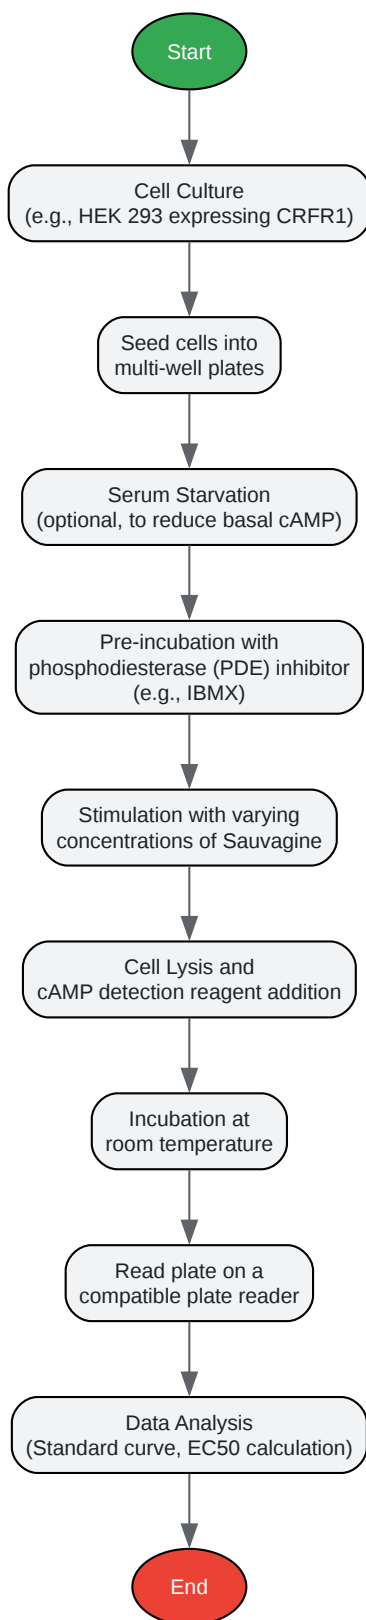 Start
Cell Culture
(e.g., HEK 293 expressing CRFR1)
Seed cells into
multi-well plates
Serum Starvation
(optional, to reduce basal cAMP)
Pre-incubation with
phosphodiesterase (PDE) inhibitor
(e.g., IBMX)
Stimulation with varying
concentrations of Sauvagine
Cell Lysis and
cAMP detection reagent addition
Incubation at
room temperature
Read plate on a
compatible plate reader
Data Analysis
(Standard curve, EC50 calculation)
End